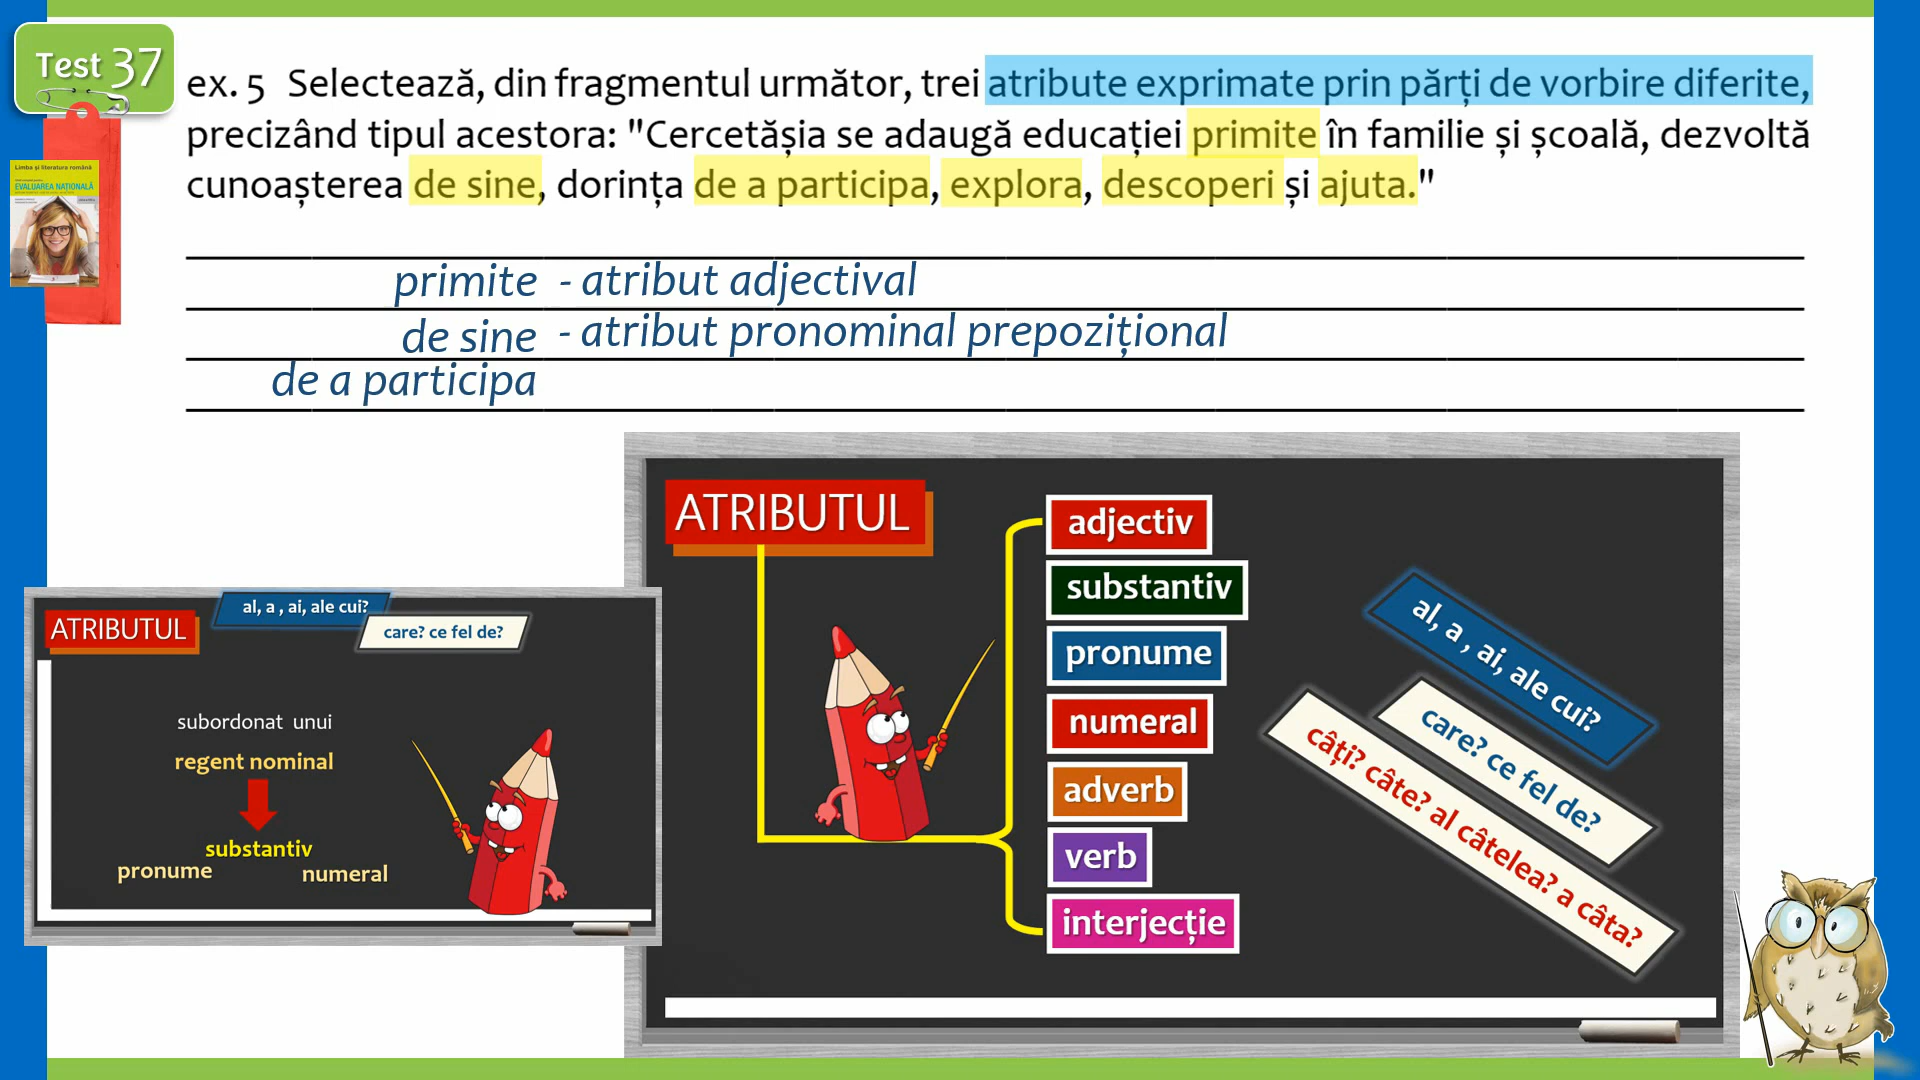 Test 37
ex. 5 Selectează, din fragmentul următor, trei atribute exprimate prin părți de vorbire diferite,
precizând tipul acestora: "Cercetășia se adaugă educației primite în familie și școală, dezvoltă
cunoașterea de sine, dorința de a participa, explora, descoperi și ajuta."
Limba și literatura română
EVALUAREA NAȚIONALĂ
primite - atribut adjectival
de sine - atribut pronominal prepozițional
de a participa
ATRIBUTUL
adjectiv
substantiv
pronume
numeral
adverb
verb
interjecție
al, a , ai, ale cui?
care? ce fel de?
câți? câte? al câtelea? a câta?
ATRIBUTUL
al, a , ai, ale cui?
care? ce fel de?
subordonat unui
regent nominal
substantiv
pronume
numeral